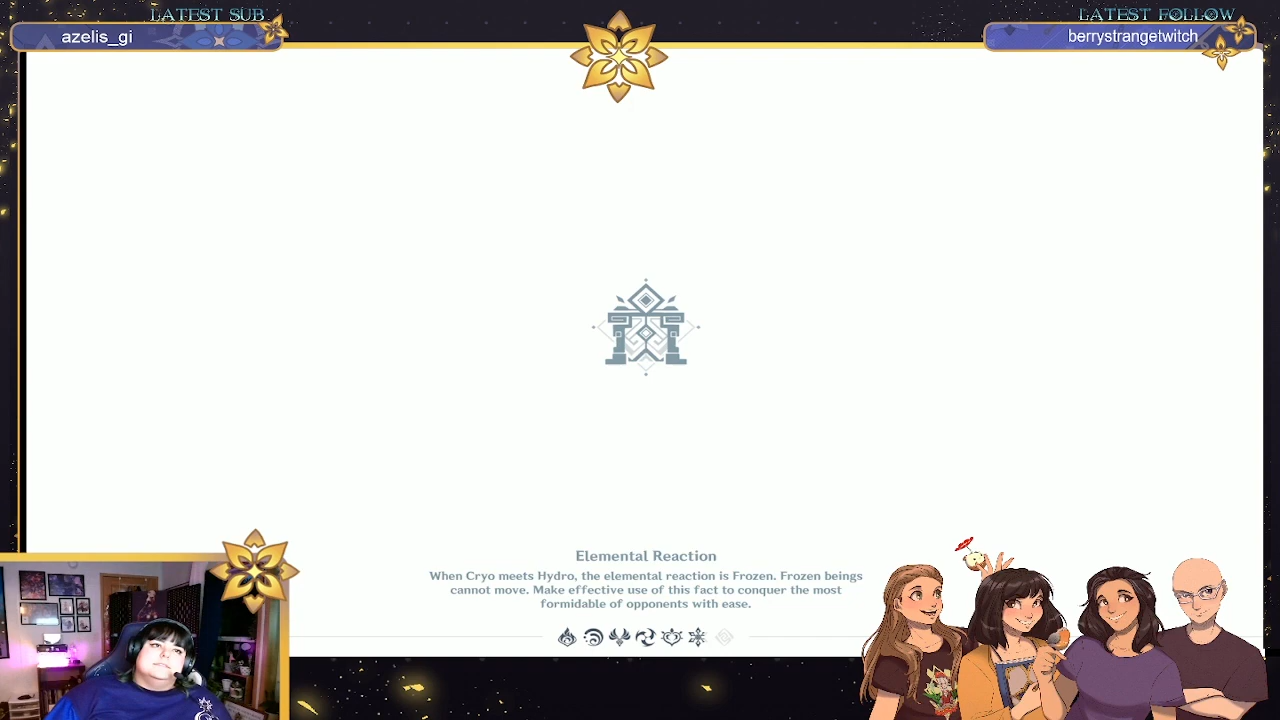 LATEST SUB
azelis_gi
LATEST FOLLOW
berrystrangetwitch
Elemental Reaction
When Cryo meets Hydro, the elemental reaction is Frozen. Frozen beings
cannot move. Make effective use of this fact to conquer the most
formidable of opponents with ease.